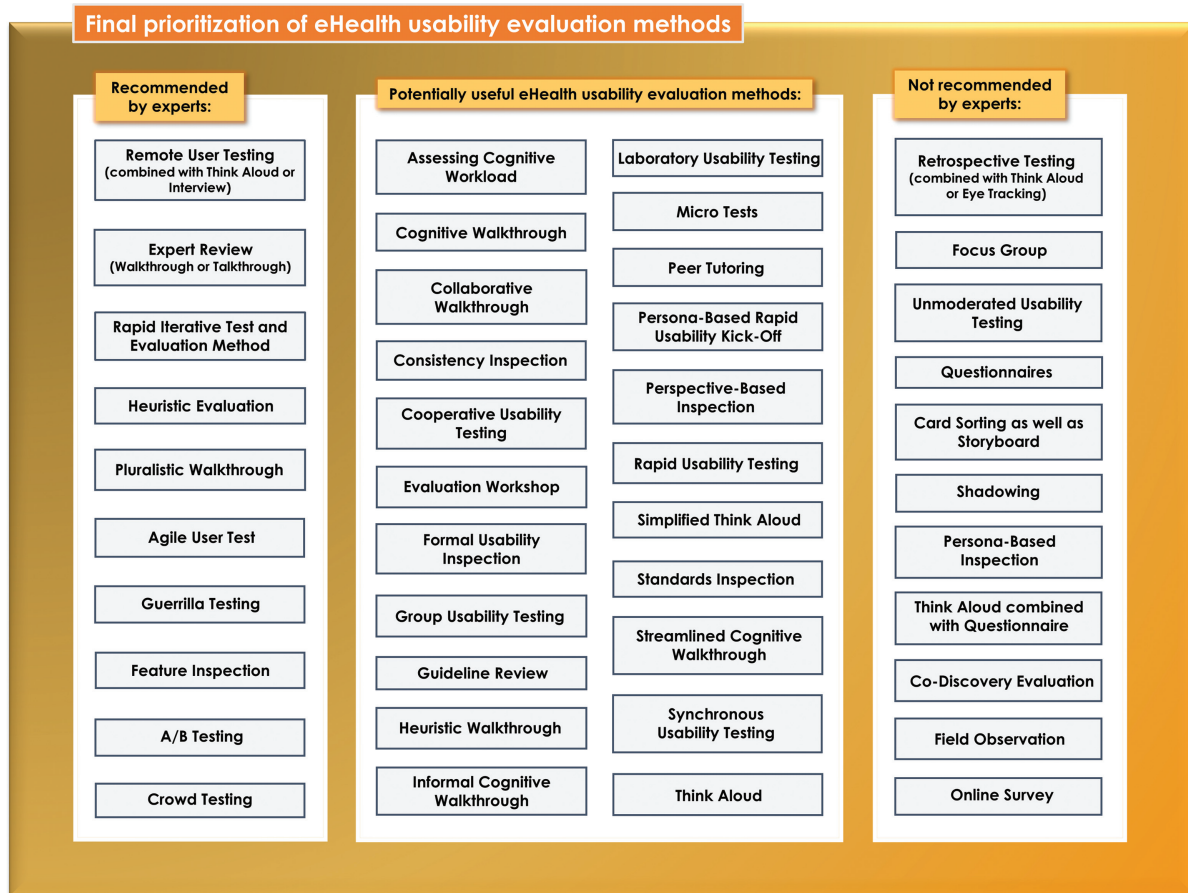 Final prioritization of eHealth usability evaluation methods
Recommended
by experts:
Remote User Testing
(combined with Think Aloud or
Interview)
Expert Review
(Walkthrough or Talkthrough)
Rapid Iterative Test and
Evaluation Method
Heuristic Evaluation
Pluralistic Walkthrough
Agile User Test
Guerrilla Testing
Feature Inspection
A/B Testing
Crowd Testing
Potentially useful eHealth usability evaluation methods:
Assessing Cognitive
Workload
Cognitive Walkthrough
Collaborative
Walkthrough
Consistency Inspection
Cooperative Usability
Testing
Evaluation Workshop
Formal Usability
Inspection
Group Usability Testing
Guideline Review
Heuristic Walkthrough
Informal Cognitive
Walkthrough
Laboratory Usability Testing
Micro Tests
Peer Tutoring
Persona-Based Rapid
Usability Kick-Off
Perspective-Based
Inspection
Rapid Usability Testing
Simplified Think Aloud
Standards Inspection
Streamlined Cognitive
Walkthrough
Synchronous
Usability Testing
Think Aloud
Not recommended
by experts:
Retrospective Testing
(combined with Think Aloud
or Eye Tracking)
Focus Group
Unmoderated Usability
Testing
Questionnaires
Card Sorting as well as
Storyboard
Shadowing
Persona-Based
Inspection
Think Aloud combined
with Questionnaire
Co-Discovery Evaluation
Field Observation
Online Survey